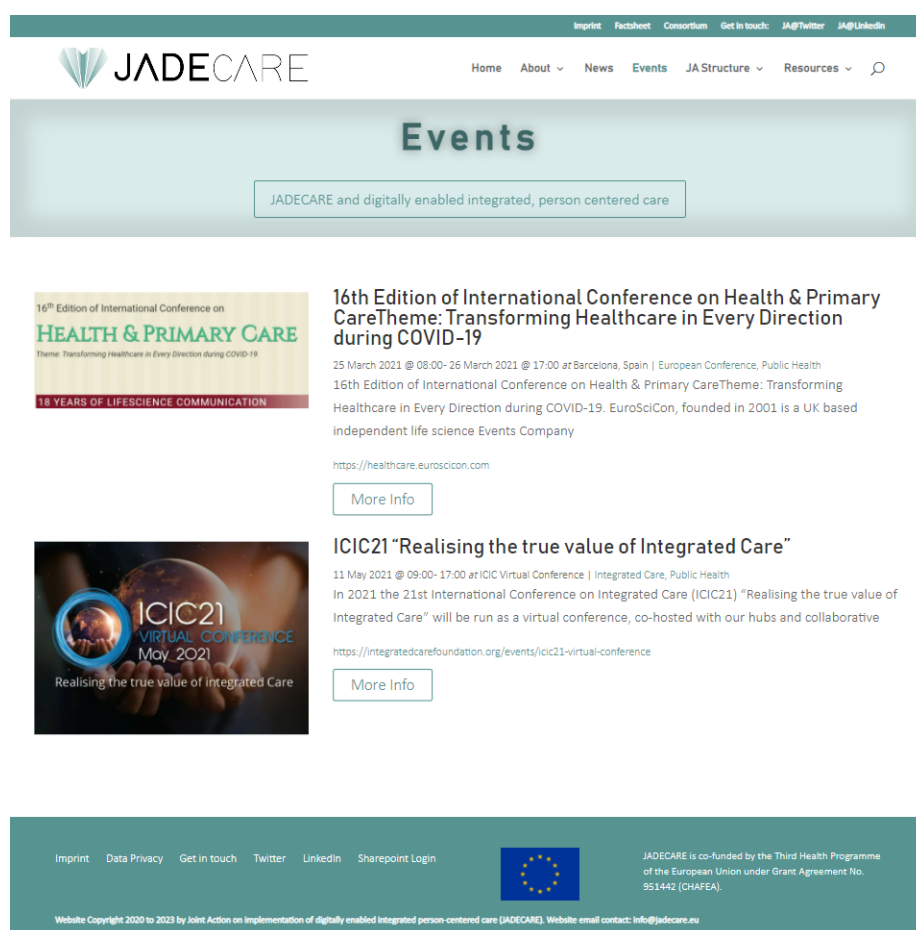 Imprint Factsheet Consortium Get in touch: JA@Twitter JA@Linkedin
JADECARE
Home About News Events JA Structure Resources
Events
JADECARE and digitally enabled integrated, person centered care
16th Edition of International Conference on
HEALTH & PRIMARY CARE
Theme: Transforming Healthcare in Every Direction during COVID-19
18 YEARS OF LIFESCIENCE COMMUNICATION
16th Edition of International Conference on Health & Primary
CareTheme: Transforming Healthcare in Every Direction
during COVID-19
25 March 2021 @ 08:00- 26 March 2021 @ 17:00 at Barcelona, Spain | European Conference, Public Health
16th Edition of International Conference on Health & Primary CareTheme: Transforming
Healthcare in Every Direction during COVID-19. EuroSciCon, founded in 2001 is a UK based
independent life science Events Company
https://healthcare.euroscicon.com
More Info
ICIC21
VIRTUAL CONFERENCE
May 2021
Realising the true value of integrated Care
ICIC21 “Realising the true value of Integrated Care”
11 May 2021 @ 09:00- 17:00 at ICIC Virtual Conference | Integrated Care, Public Health
In 2021 the 21st International Conference on Integrated Care (ICIC21) “Realising the true value of
Integrated Care” will be run as a virtual conference, co-hosted with our hubs and collaborative
https://integratedcarefoundation.org/events/icic21-virtual-conference
More Info
Imprint Data Privacy Get in touch Twitter LinkedIn Sharepoint Login
JADECARE is co-funded by the Third Health Programme
of the European Union under Grant Agreement No.
951442 (CHAFEA).
Website Copyright 2020 to 2023 by Joint Action on implementation of digitally enabled integrated person-centered care (JADECARE). Website email contact: info@jadecare.eu